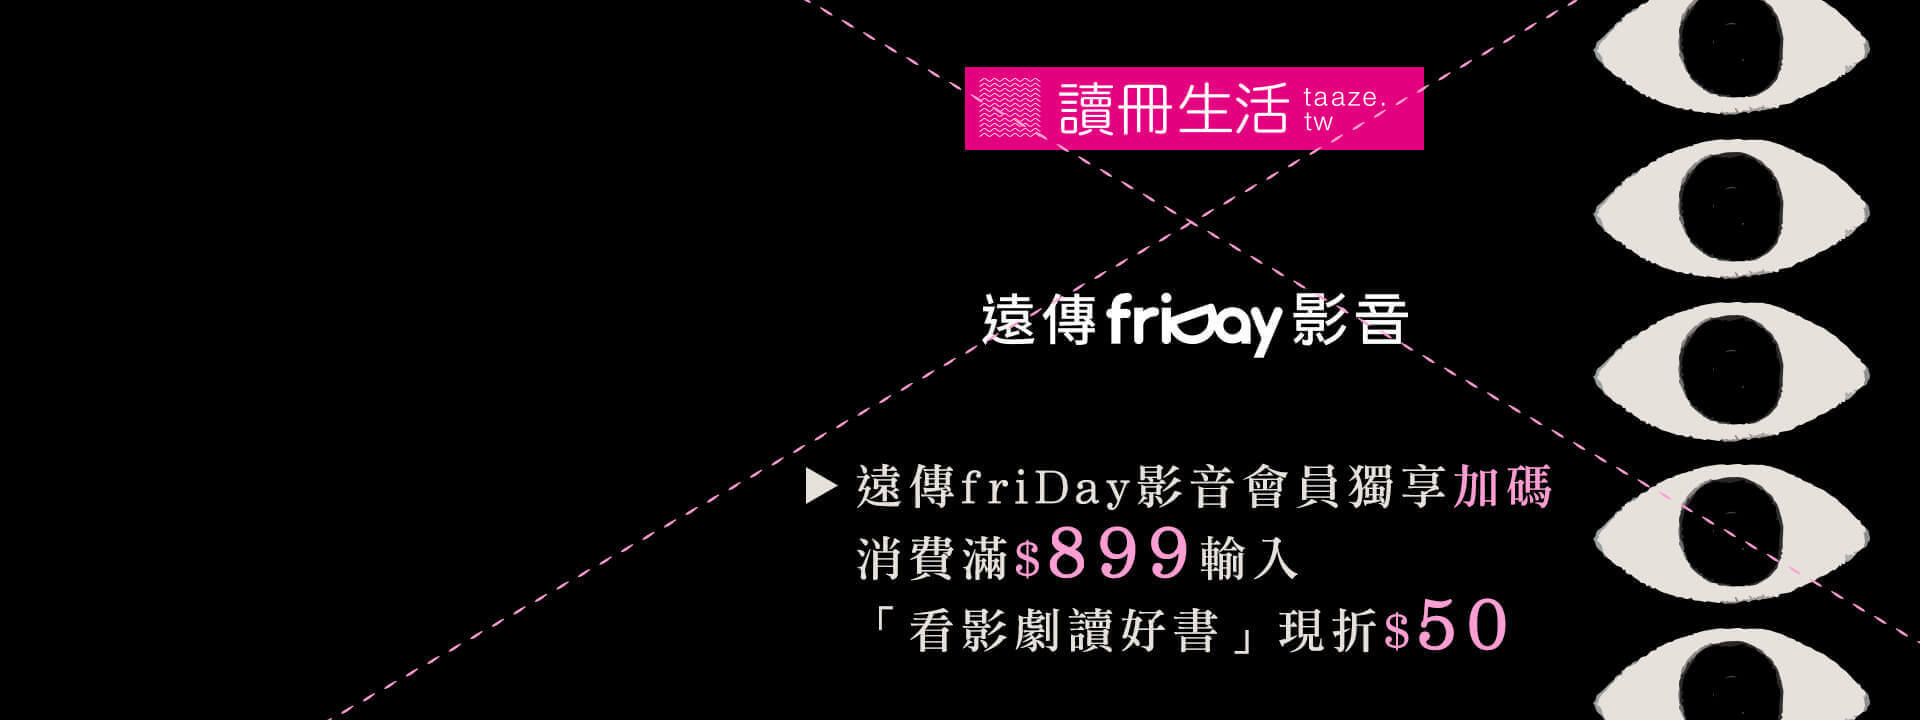 讀冊生活 taaze.
tw
遠傳friDay影音
遠傳friDay影音會員獨享加碼
消費滿$899輸入
「看影劇讀好書」現折$50